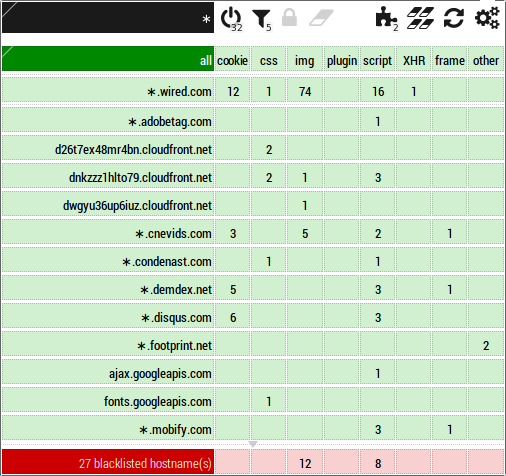 ∗ 32 5 2
all cookie css img plugin script XHR frame other
∗.wired.com 12 1 74 16 1
∗.adobetag.com 1
d26t7ex48mr4bn.cloudfront.net 2
dnkzzz1hlto79.cloudfront.net 2 1 3
dwgyu36up6iuz.cloudfront.net 1
∗.cnevids.com 3 5 2 1
∗.condenast.com 1 1
∗.demdex.net 5 3 1
∗.disqus.com 6 3
∗.footprint.net 2
ajax.googleapis.com 1
fonts.googleapis.com 1
∗.mobify.com 3 1
27 blacklisted hostname(s) 12 8